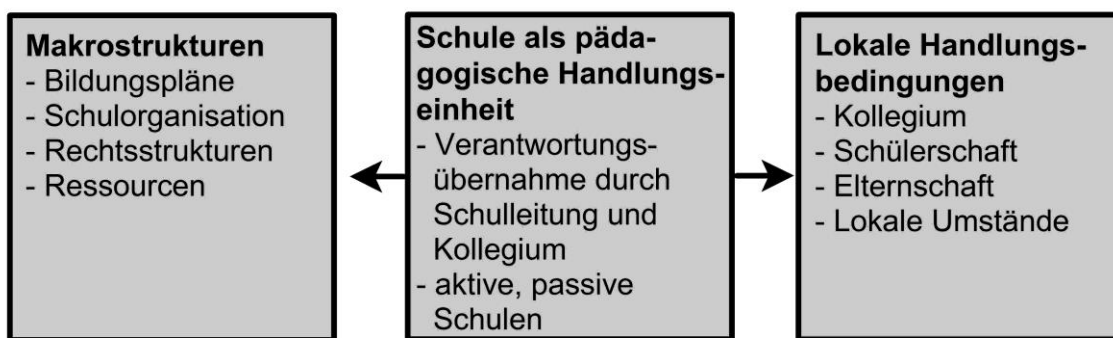 Makrostrukturen
- Bildungspläne
- Schulorganisation
- Rechtsstrukturen
- Ressourcen
Schule als päda-
gogische Handlungs-
einheit
- Verantwortungs-
übernahme durch
Schulleitung und
Kollegium
- aktive, passive
Schulen
Lokale Handlungs-
bedingungen
- Kollegium
- Schülerschaft
- Elternschaft
- Lokale Umstände